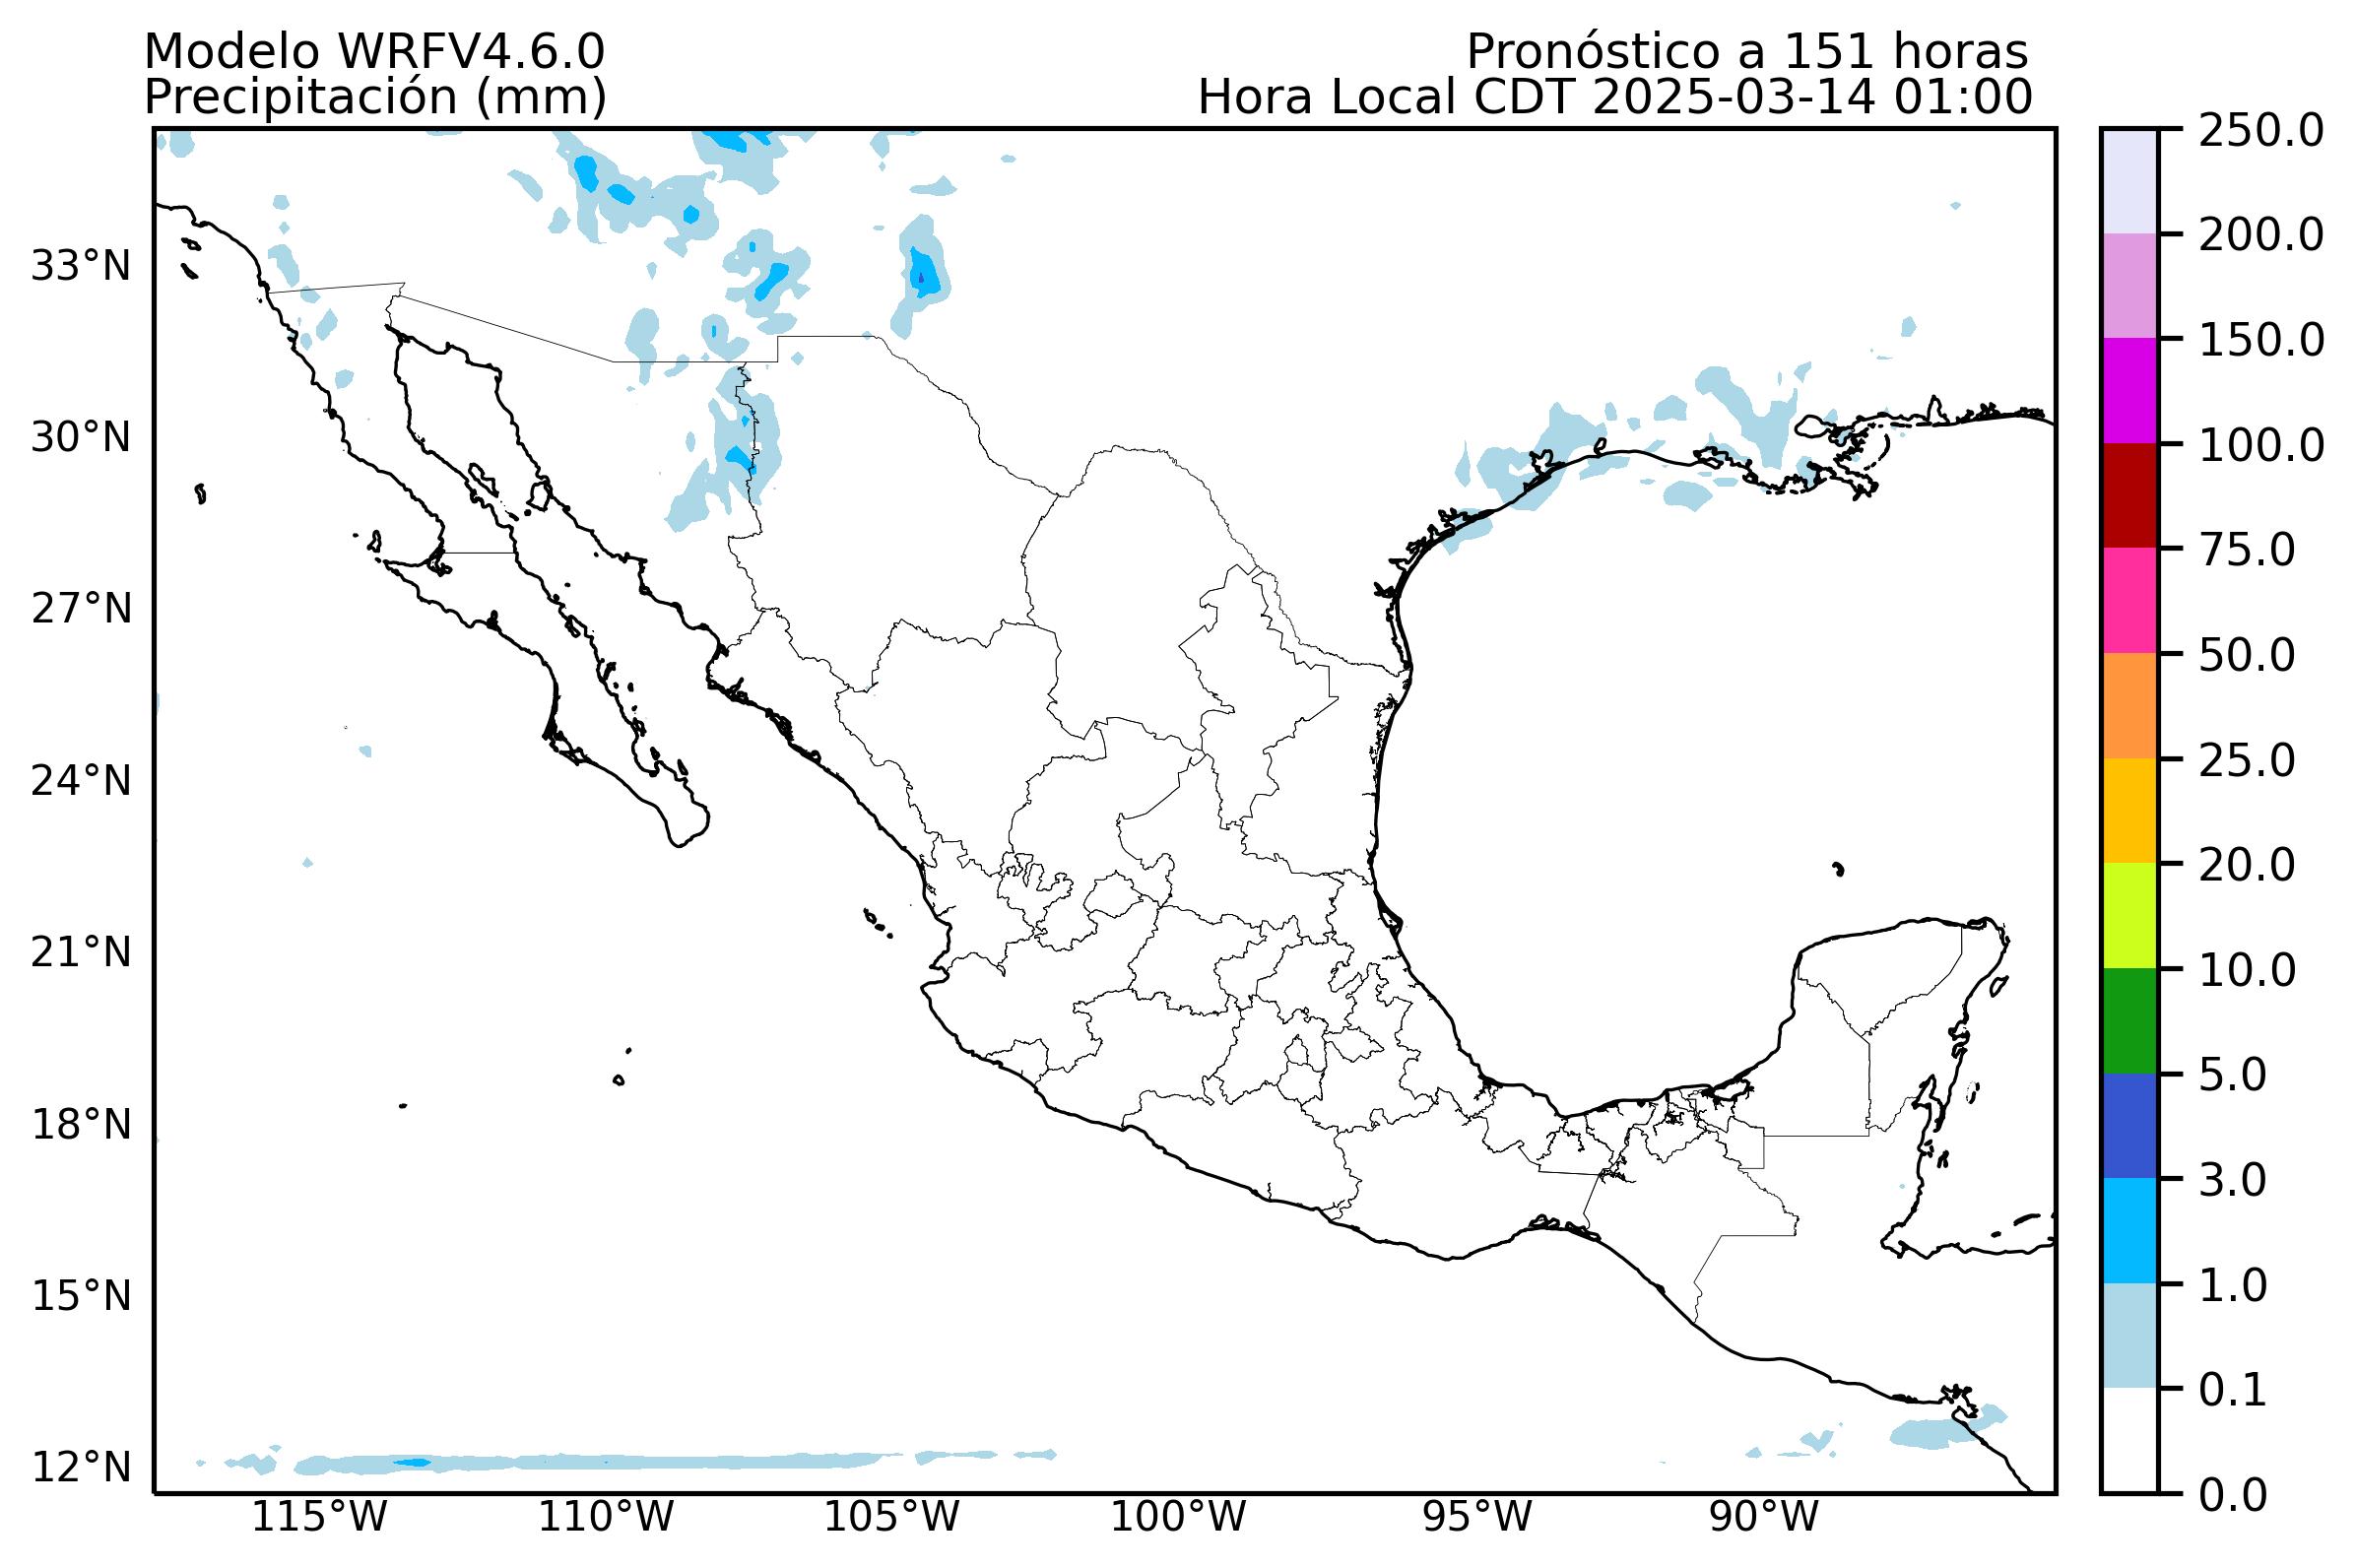 Modelo WRFV4.6.0
Pronóstico a 151 horas
Precipitación (mm)
Hora Local CDT 2025-03-14 01:00
33°N
30°N
27°N
24°N
21°N
18°N
15°N
12°N
115°W
110°W
105°W
100°W
95°W
90°W
250.0
200.0
150.0
100.0
75.0
50.0
25.0
20.0
10.0
5.0
3.0
1.0
0.1
0.0